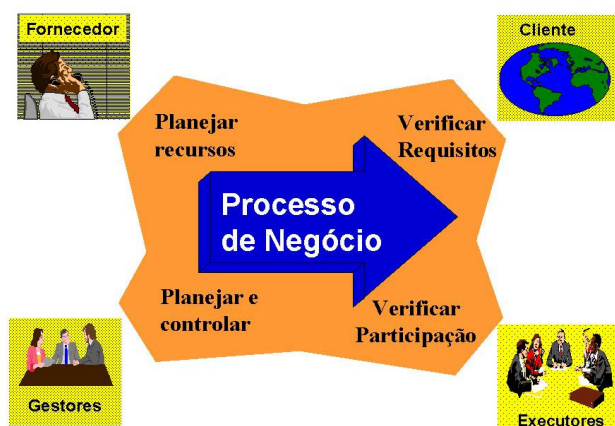 Fornecedor
Cliente
Planejar
recursos
Verificar
Requisitos
Processo
de Negócio
Planejar e
controlar
Verificar
Participação
Gestores
Executores